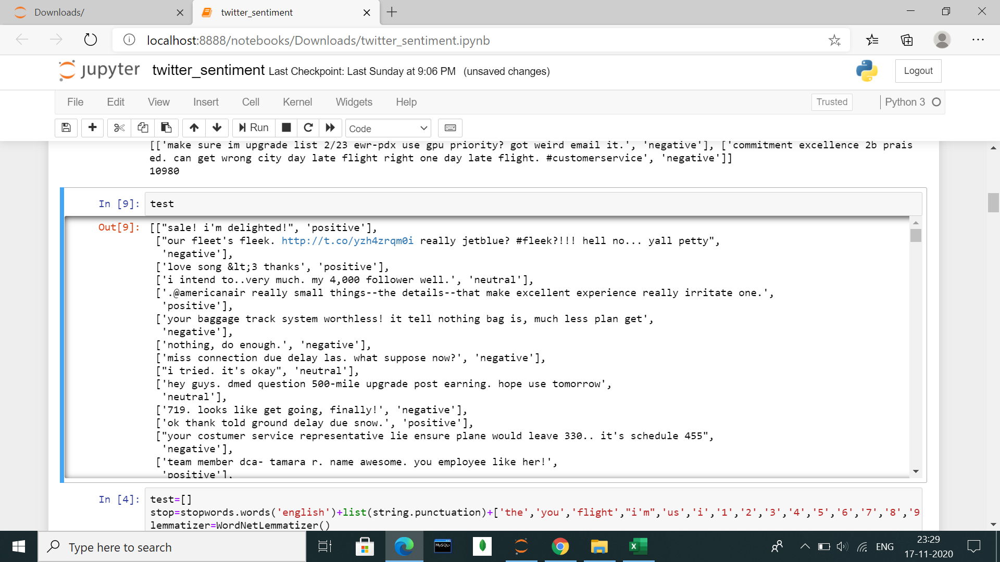 Downloads/
twitter_sentiment
localhost:8888/notebooks/Downloads/twitter_sentiment.ipynb
jupyter twitter_sentiment Last Checkpoint: Last Sunday at 9:06 PM (unsaved changes)
Logout
File Edit View Insert Cell Kernel Widgets Help
Trusted
Python 3
Run
Code
[['make sure im upgrade list 2/23 ewr-pdx use gpu priority? got weird email it.', 'negative'], ['commitment excellence 2b prais
ed. can get wrong city day late flight right one day late flight. #customerservice', 'negative']]
10980
In [9]: test
Out[9]: [["sale! i'm delighted!", 'positive'],
["our fleet's fleek. http://t.co/yzh4zrqm0i really jetblue? #fleek?!!! hell no... yall petty",
'negative'],
['love song &lt;3 thanks', 'positive'],
['i intend to..very much. my 4,000 follower well.', 'neutral'],
['.@americanair really small things--the details--that make excellent experience really irritate one.',
'positive'],
['your baggage track system worthless! it tell nothing bag is, much less plan get',
'negative'],
['nothing, do enough.', 'negative'],
['miss connection due delay las. what suppose now?', 'negative'],
["i tried. it's okay", 'neutral'],
['hey guys. dmed question 500-mile upgrade post earning. hope use tomorrow',
'neutral'],
['719. looks like get going, finally!', 'negative'],
['ok thank told ground delay due snow.', 'positive'],
["your costumer service representative lie ensure plane would leave 330.. it's schedule 455",
'negative'],
['team member dca- tamara r. name awesome. you employee like her!',
'positive'],
In [4]: test=[]
stop=stopwords.words('english')+list(string.punctuation)+['the','you','flight',"i'm",'us','i','1','2','3','4','5','6','7','8','9
lemmatizer=WordNetLemmatizer()
Type here to search
MySQL>
ENG
23:29
17-11-2020